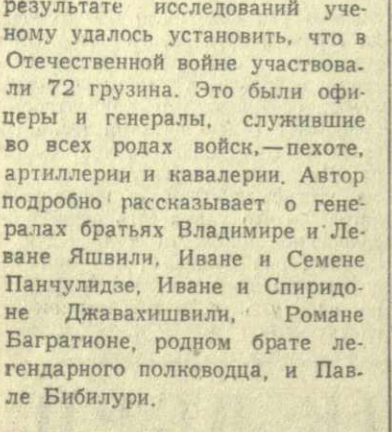 результате исследований уче-
ному удалось установить, что в
Отечественной войне участвова-
ли 72 грузина. Это были офи-
церы и генералы, служившие
во всех родах войск,—пехоте,
артиллерии и кавалерии. Автор
подробно рассказывает о гене-
ралах братьях Владимире и Ле-
ване Яшвили, Иване и Семене
Панчулидзе, Иване и Спиридо-
не Джавахишвили, Романе
Багратионе, родном брате ле-
гендарного полководца, и Пав-
ле Бибилури.